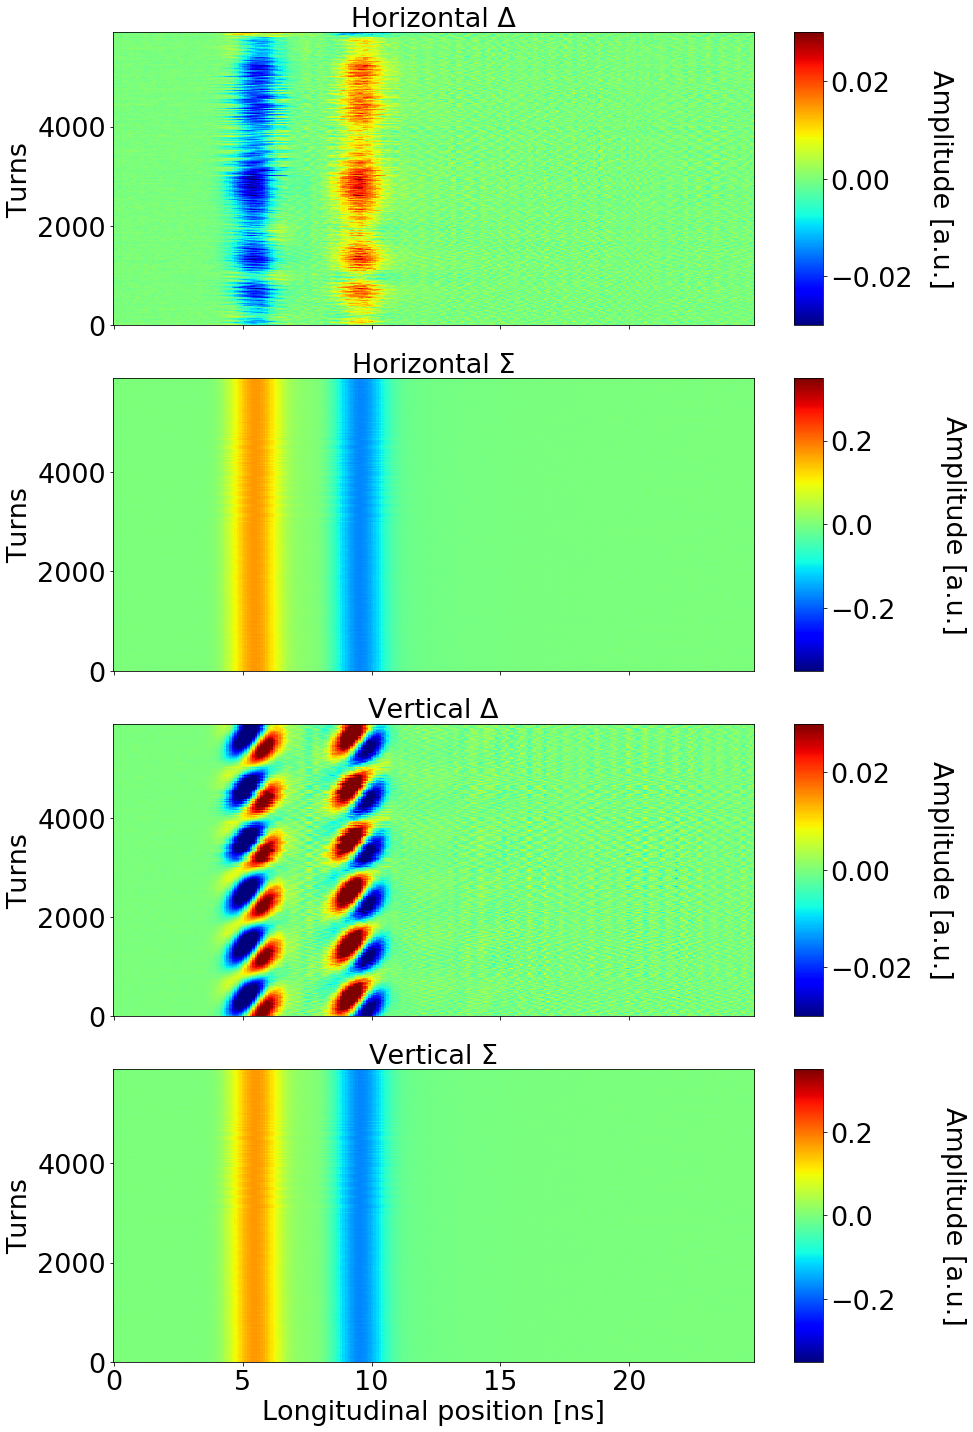 Horizontal Δ
Turns
4000
2000
0
0.02
0.00
−0.02
Amplitude [a.u.]
Horizontal Σ
Turns
4000
2000
0
0.2
0.0
−0.2
Amplitude [a.u.]
Vertical Δ
Turns
4000
2000
0
0.02
0.00
−0.02
Amplitude [a.u.]
Vertical Σ
Turns
4000
2000
0
0.2
0.0
−0.2
Amplitude [a.u.]
0 5 10 15 20
Longitudinal position [ns]